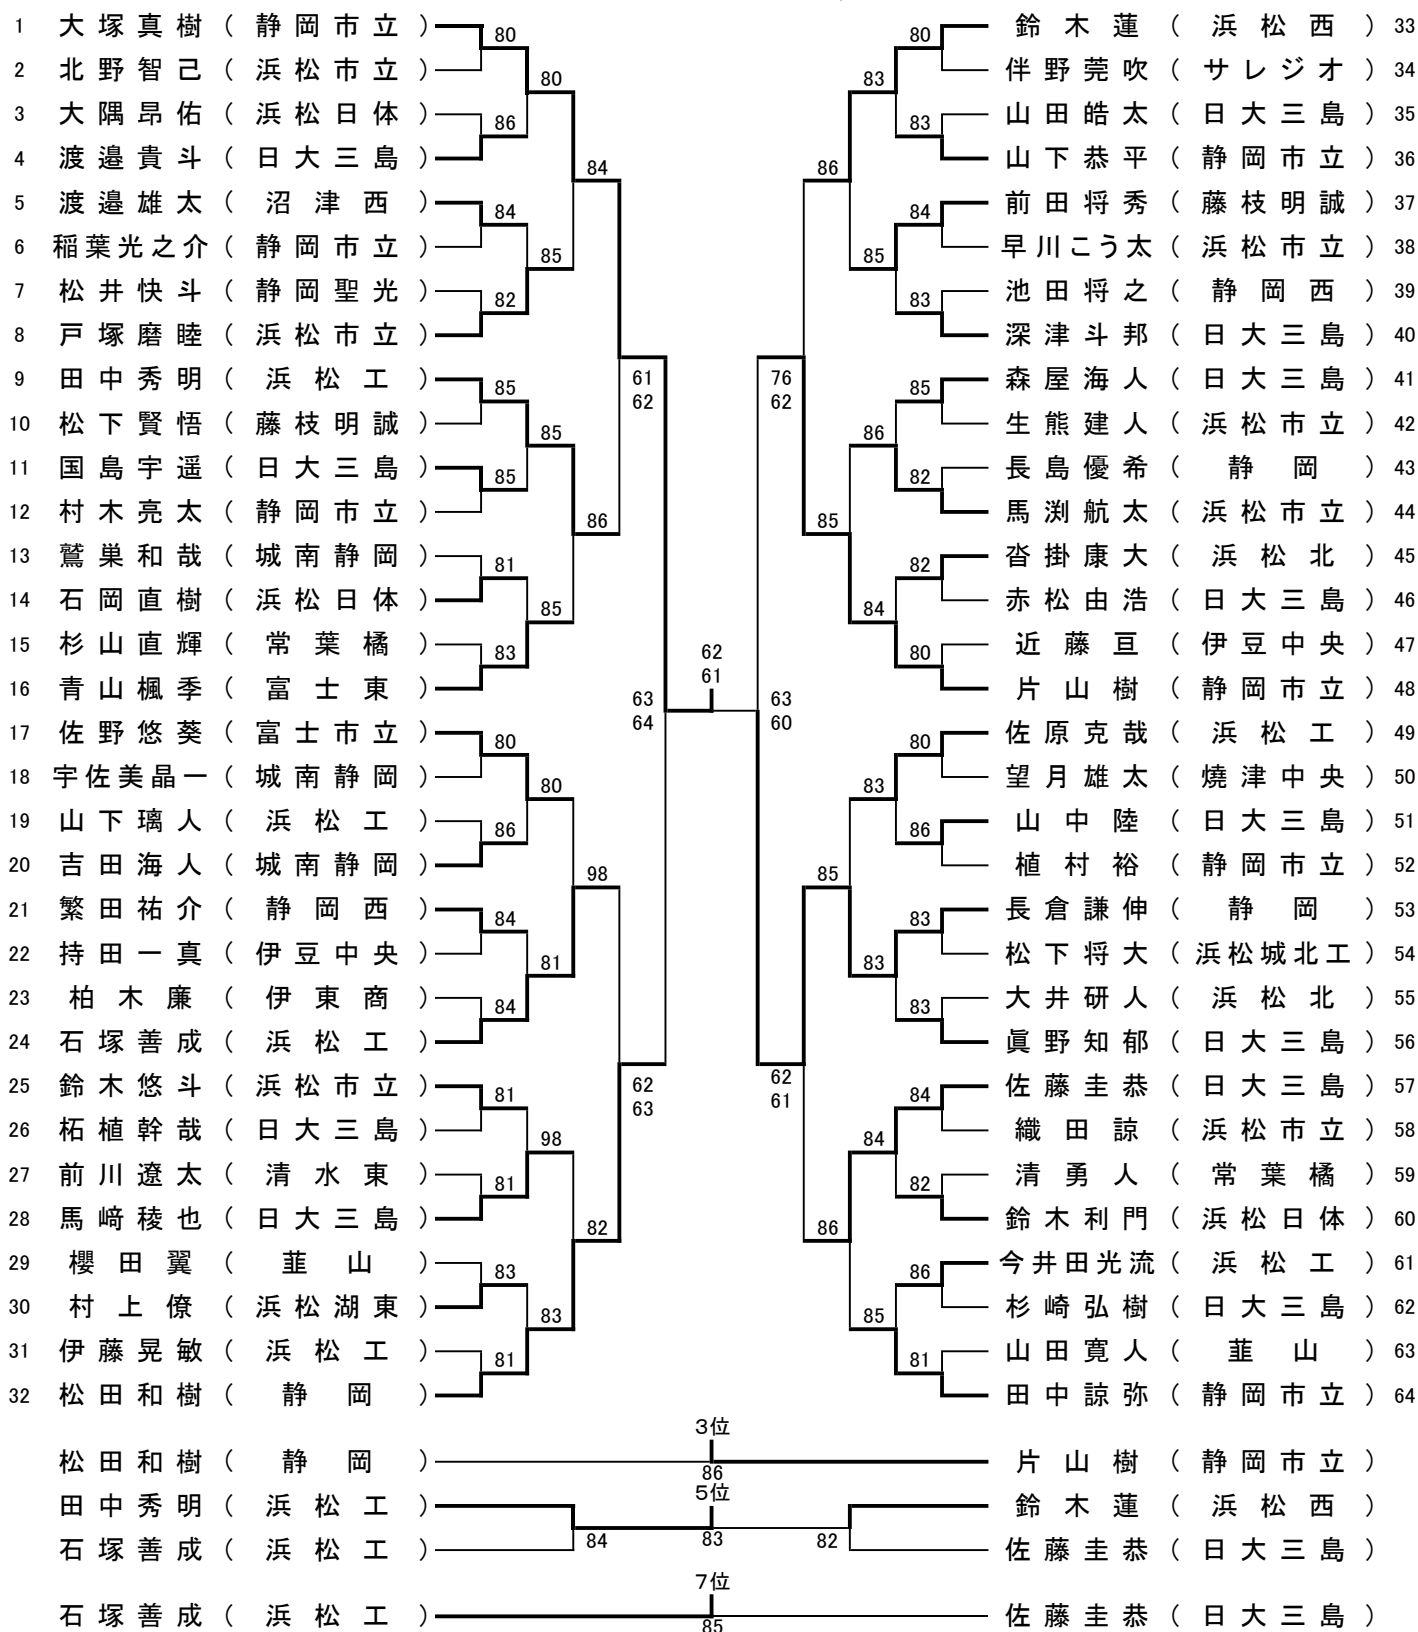 1 大塚真樹 ( 静岡市立 )
2 北野智己 ( 浜松市立 )
3 大隅昂佑 ( 浜松日体 )
4 渡邉貴斗 ( 日大三島 )
5 渡邉雄太 ( 沼津西 )
6 稲葉光之介 ( 静岡市立 )
7 松井快斗 ( 静岡聖光 )
8 戸塚磨睦 ( 浜松市立 )
9 田中秀明 ( 浜松工 )
10 松下賢悟 ( 藤枝明誠 )
11 国島宇遥 ( 日大三島 )
12 村木亮太 ( 静岡市立 )
13 鷲巣和哉 ( 城南静岡 )
14 石岡直樹 ( 浜松日体 )
15 杉山直輝 ( 常葉橘 )
16 青山楓季 ( 富士東 )
17 佐野悠葵 ( 富士市立 )
18 宇佐美晶一 ( 城南静岡 )
19 山下璃人 ( 浜松工 )
20 吉田海人 ( 城南静岡 )
21 繁田祐介 ( 静岡西 )
22 持田一真 ( 伊豆中央 )
23 柏木廉 ( 伊東商 )
24 石塚善成 ( 浜松工 )
25 鈴木悠斗 ( 浜松市立 )
26 柘植幹哉 ( 日大三島 )
27 前川遼太 ( 清水東 )
28 馬﨑稜也 ( 日大三島 )
29 櫻田翼 ( 韮山 )
30 村上僚 ( 浜松湖東 )
31 伊藤晃敏 ( 浜松工 )
32 松田和樹 ( 静岡 )
80
86
84
82
85
85
81
83
80
86
84
84
81
81
83
81
80
85
85
85
80
81
98
83
84
86
98
82
61
62
62
63
63
64
62
61
63
60
76
62
62
61
86
85
85
86
83
85
86
84
83
83
84
85
80
83
84
83
85
82
82
80
80
86
83
83
84
82
86
81
鈴木蓮 ( 浜松西 ) 33
伴野莞吹 ( サレジオ ) 34
山田皓太 ( 日大三島 ) 35
山下恭平 ( 静岡市立 ) 36
前田将秀 ( 藤枝明誠 ) 37
早川こう太 ( 浜松市立 ) 38
池田将之 ( 静岡西 ) 39
深津斗邦 ( 日大三島 ) 40
森屋海人 ( 日大三島 ) 41
生熊建人 ( 浜松市立 ) 42
長島優希 ( 静岡 ) 43
馬渕航太 ( 浜松市立 ) 44
沓掛康大 ( 浜松北 ) 45
赤松由浩 ( 日大三島 ) 46
近藤亘 ( 伊豆中央 ) 47
片山樹 ( 静岡市立 ) 48
佐原克哉 ( 浜松工 ) 49
望月雄太 ( 焼津中央 ) 50
山中陸 ( 日大三島 ) 51
植村裕 ( 静岡市立 ) 52
長倉謙伸 ( 静岡 ) 53
松下将大 ( 浜松城北工 ) 54
大井研人 ( 浜松北 ) 55
眞野知郁 ( 日大三島 ) 56
佐藤圭恭 ( 日大三島 ) 57
織田諒 ( 浜松市立 ) 58
清勇人 ( 常葉橘 ) 59
鈴木利門 ( 浜松日体 ) 60
今井田光流 ( 浜松工 ) 61
杉崎弘樹 ( 日大三島 ) 62
山田寛人 ( 韮山 ) 63
田中諒弥 ( 静岡市立 ) 64
3位
松田和樹 ( 静岡 ) 86 片山樹 ( 静岡市立 )
5位
田中秀明 ( 浜松工 ) 鈴木蓮 ( 浜松西 )
84 83 82
石塚善成 ( 浜松工 ) 佐藤圭恭 ( 日大三島 )
7位
石塚善成 ( 浜松工 ) 85 佐藤圭恭 ( 日大三島 )